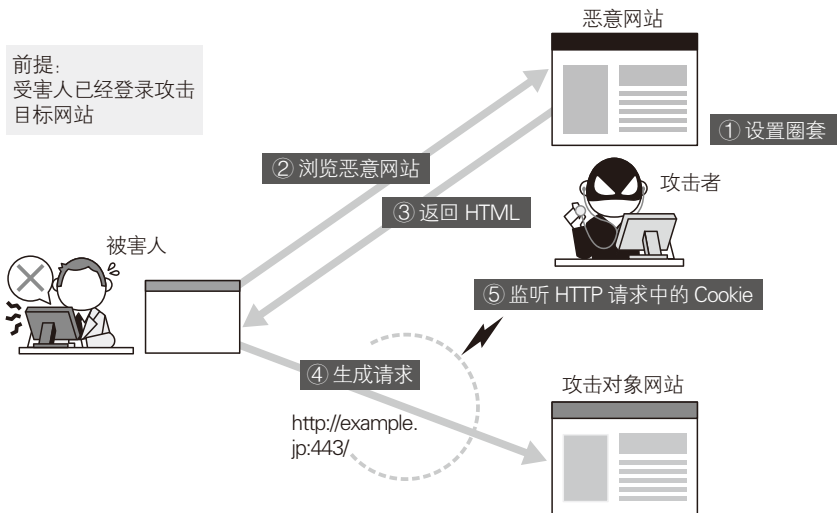 恶意网站
前提：
受害人已经登录攻击
目标网站
① 设置圈套
② 浏览恶意网站
攻击者
③ 返回 HTML
被害人
⑤ 监听 HTTP 请求中的 Cookie
④ 生成请求
攻击对象网站
http://example.
jp:443/